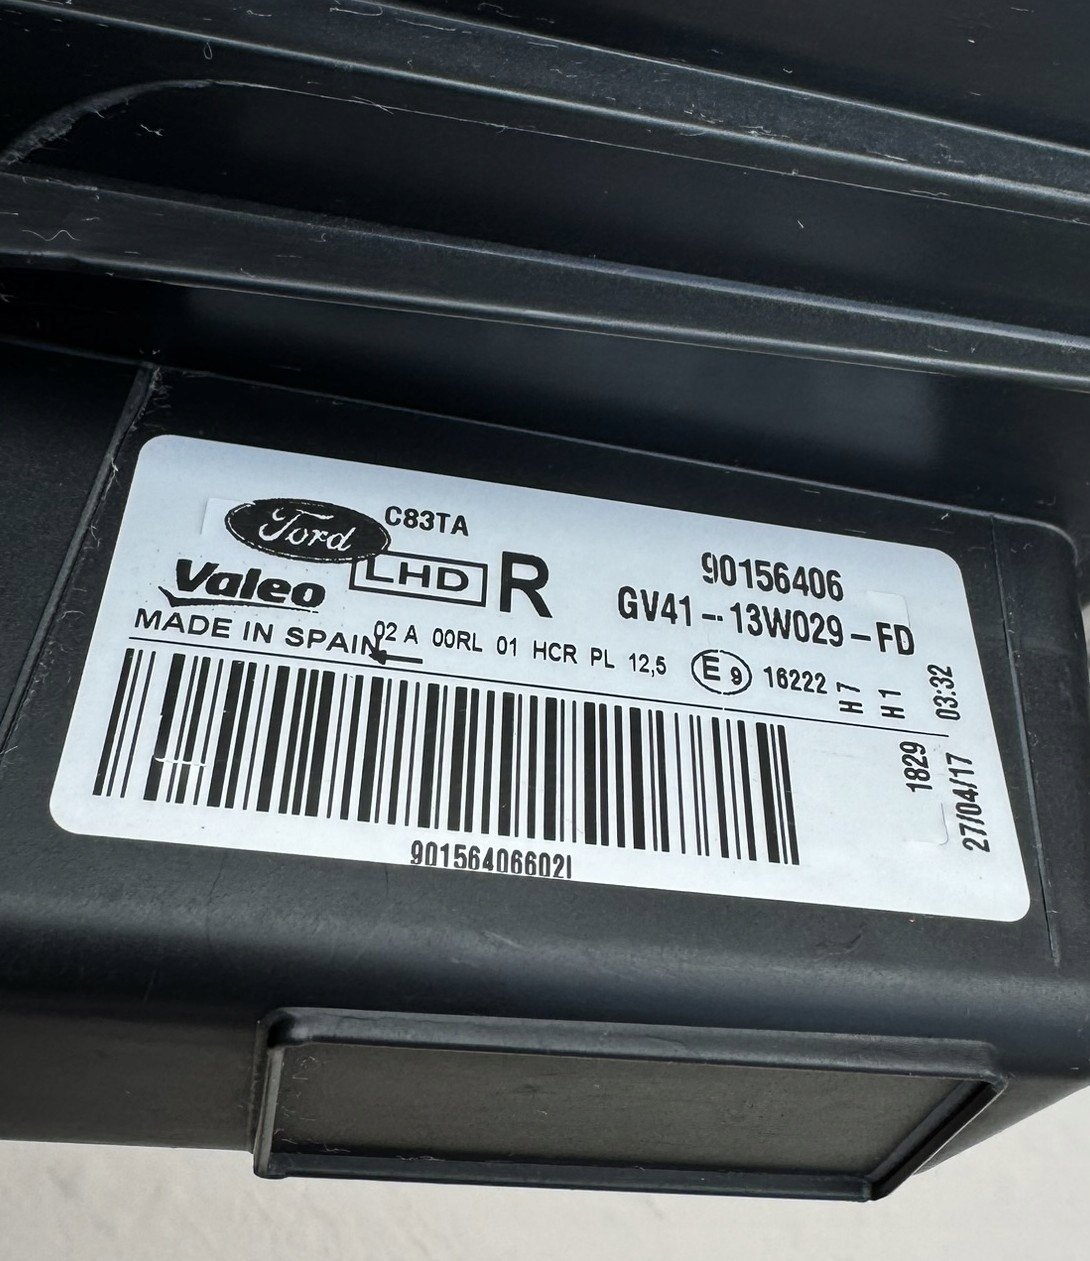 Ford C83TA
Valeo LHD R
90156406
GV41-13W029-FD
MADE IN SPAIN
02 A 00RL 01 HCR PL 12,5 E 9 16222
H7
H1
03:32
1829
27/04/17
90156406602I